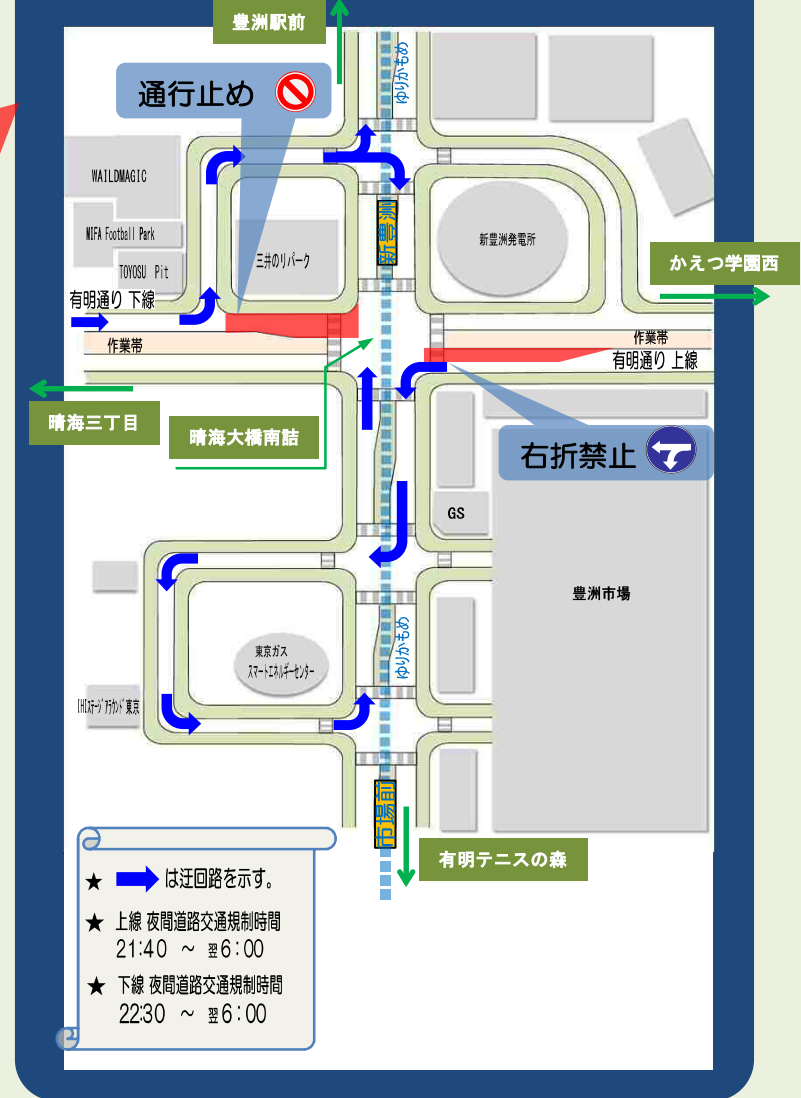 豊洲駅前
ゆりかもめ
通行止め
WAILDMAGIC
MIFA Football Park
TOYOSU Pit
三井のリパーク
新豊洲
新豊洲発電所
かえつ学園西
有明通り 下線
作業帯
作業帯
有明通り 上線
晴海三丁目
晴海大橋南詰
右折禁止
GS
豊洲市場
東京ガス
スマートエネルギーセンター
ゆりかもめ
IHIステージアラウンド東京
市場前
有明テニスの森
★ は迂回路を示す。
★ 上線 夜間道路交通規制時間
21:40 ～ 翌6:00
★ 下線 夜間道路交通規制時間
22:30 ～ 翌6:00